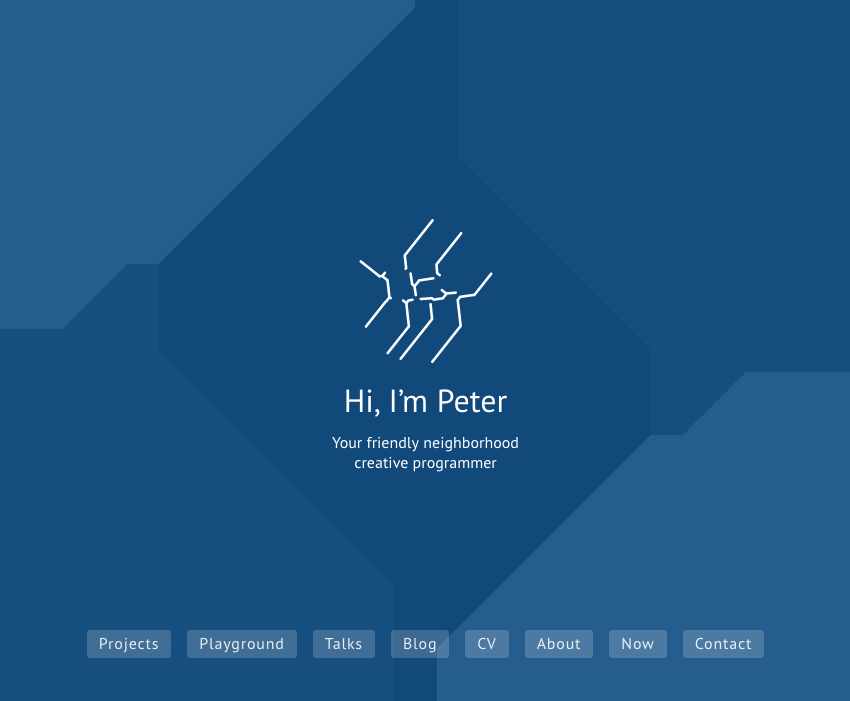 Hi, I’m Peter
Your friendly neighborhood
creative programmer
Projects Playground Talks Blog CV About Now Contact